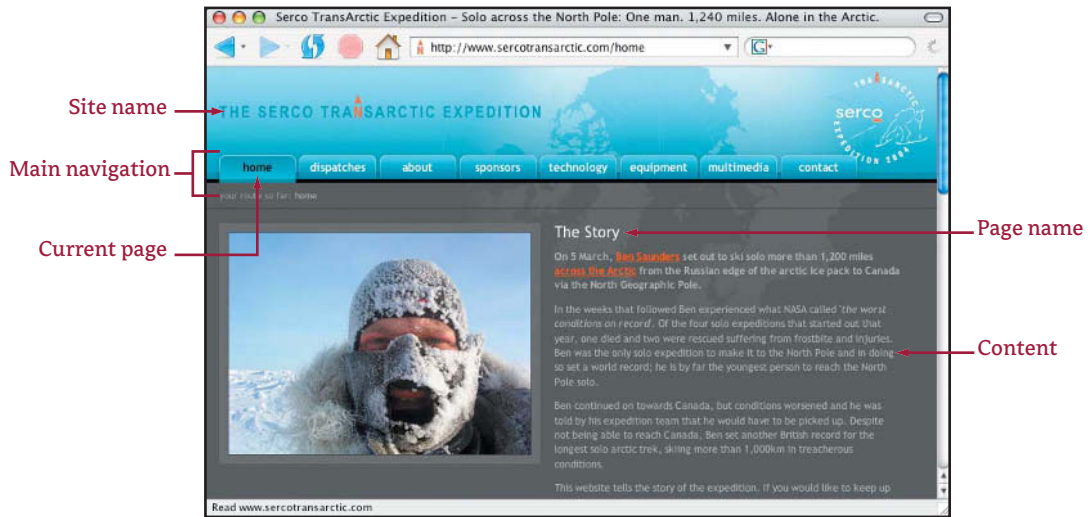 Serco TransArctic Expedition – Solo across the North Pole: One man. 1,240 miles. Alone in the Arctic.
http://www.sercotransarctic.com/home
G
Site name
THE SERCO TRANSARCTIC EXPEDITION
TRANSARCTIC
serco
EXPEDITION 2004
Main navigation
home dispatches about sponsors technology equipment multimedia contact
your route so far: home
Current page
The Story
Page name
On 5 March, Ben Saunders set out to ski solo more than 1,200 miles
across the Arctic from the Russian edge of the arctic ice pack to Canada
via the North Geographic Pole.
In the weeks that followed Ben experienced what NASA called 'the worst
conditions on record'. Of the four solo expeditions that started out that
year, one died and two were rescued suffering from frostbite and injuries.
Ben was the only solo expedition to make it to the North Pole and in doing
so set a world record; he is by far the youngest person to reach the North
Pole solo.
Content
Ben continued on towards Canada, but conditions worsened and he was
told by his expedition team that he would have to be picked up. Despite
not being able to reach Canada, Ben set another British record for the
longest solo arctic trek, skiing more than 1,000km in treacherous
conditions.
This website tells the story of the expedition. If you would like to keep up
Read www.sercotransarctic.com